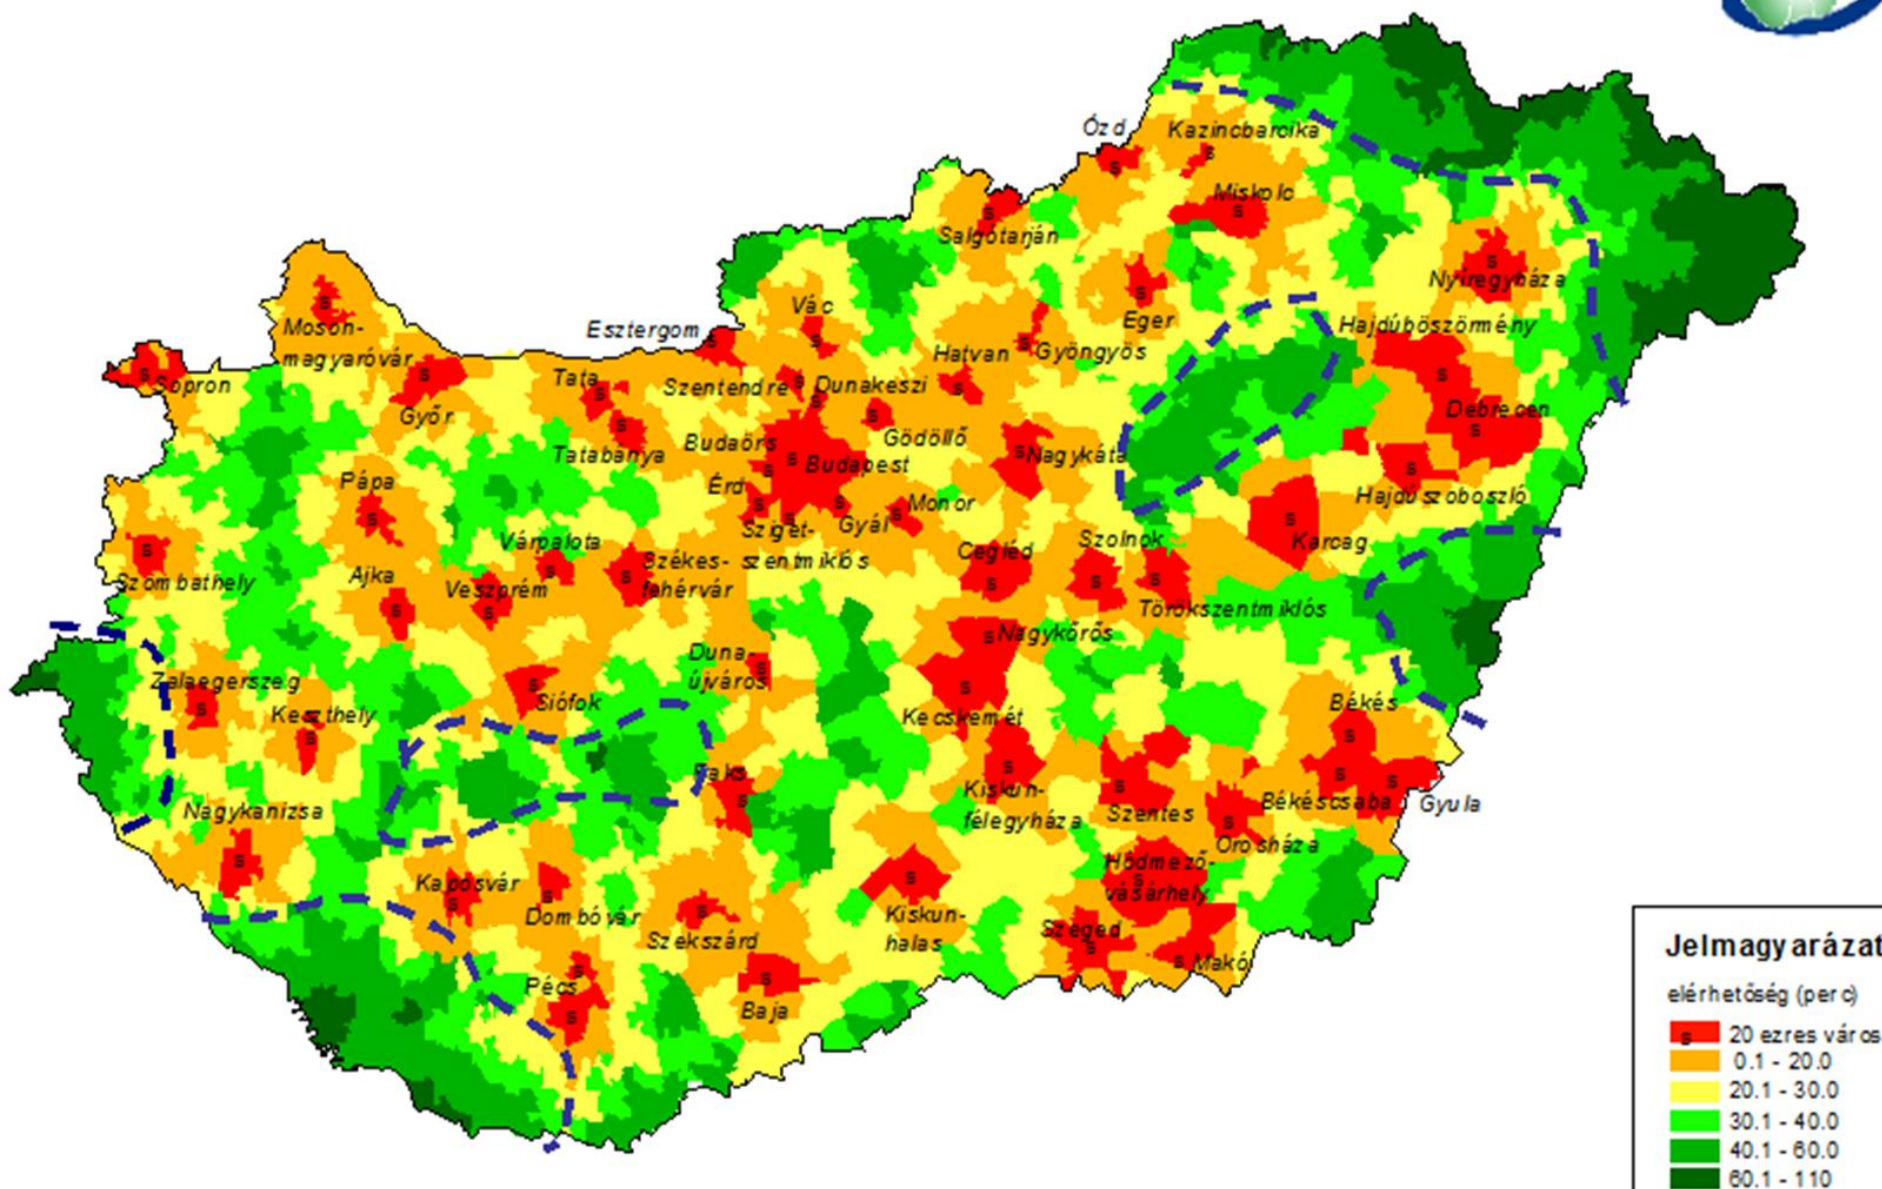 Ózd
Kazincbarcika
Miskolc
Salgótarján
Nyíregyháza
Vác
Eger
Hajdúböszörmény
Esztergom
Moson-
magyaróvár
Hatvan
Gyöngyös
Sopron
Tata
Szentendre
Dunakeszi
Győr
Debrecen
Gödöllő
Budaörs
Tatabánya
Budapest
Nagykáta
Pápa
Érd
Monor
Hajdúszoboszló
Sziget-
szentmiklós
Gyál
Várpalota
Szolnok
Karcag
Cegléd
Székes-
fehérvár
Szombathely
Ajka
Veszprém
Törökszentmiklós
Nagykőrös
Duna-
újváros
Zalaegerszeg
Siófok
Keszthely
Kecskemét
Békés
Paks
Kiskun-
félegyháza
Szentes
Békéscsaba
Gyula
Nagykanizsa
Orosháza
Hódmező-
vásárhely
Kaposvár
Dombóvár
Kiskun-
halas
Szekszárd
Szeged
Makó
Pécs
Baja
Jelmagyarázat
elérhetőség (perc)
s 20 ezres város
0.1 - 20.0
20.1 - 30.0
30.1 - 40.0
40.1 - 60.0
60.1 - 110